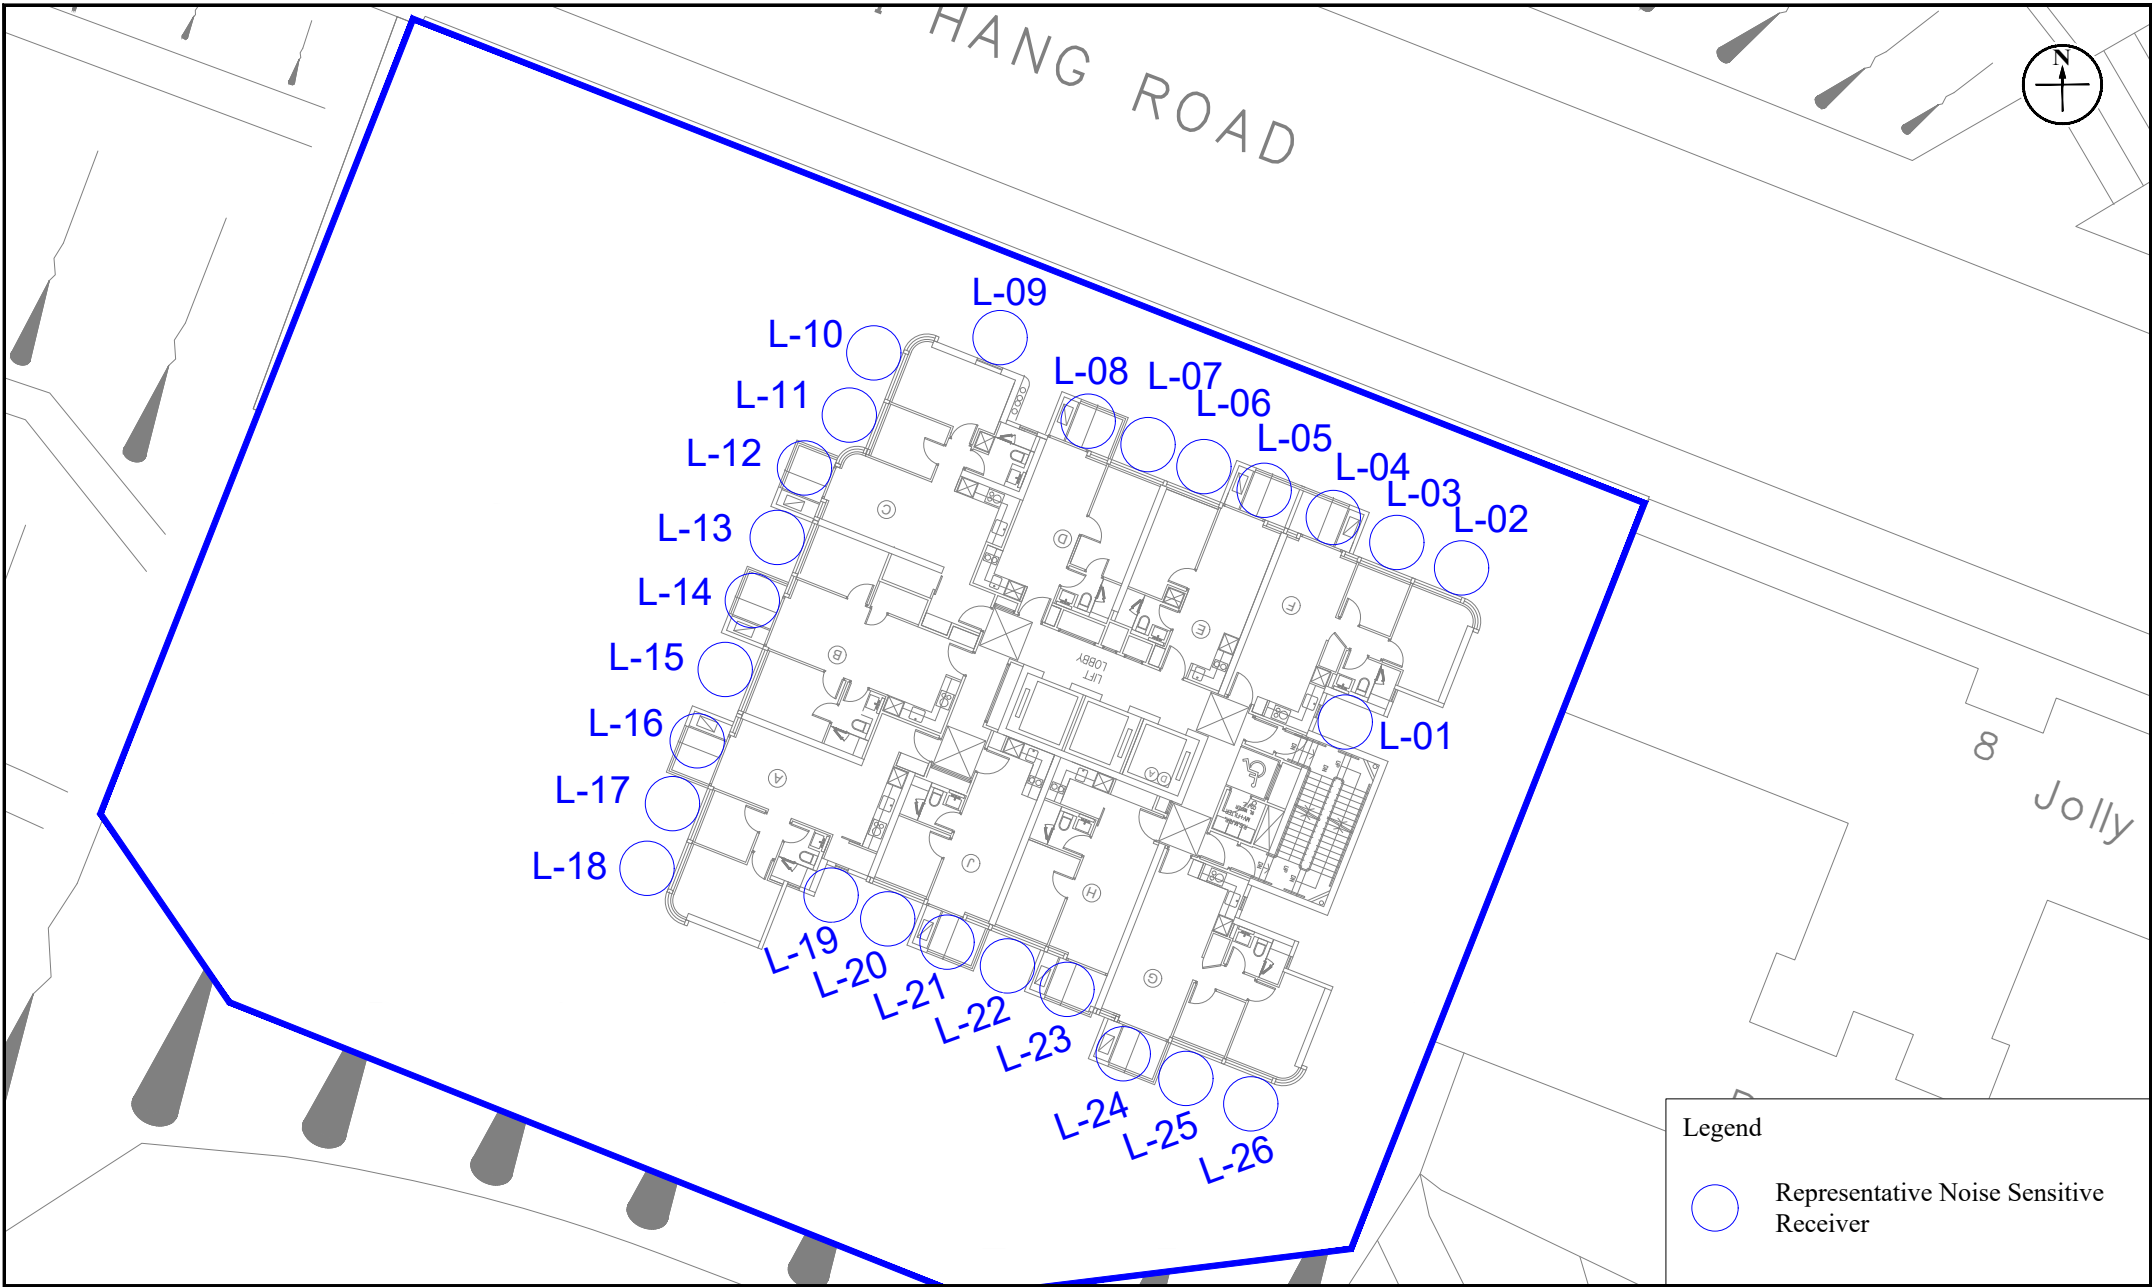 HANG ROAD
N
L-09
L-10
L-08
L-07
L-11
L-06
L-05
L-12
L-04
L-03
L-02
C
L-13
D
L-14
F
E
B
L-15
LIFT
LOBBY
L-16
L-01
8 Jolly
A
L-17
J
L-18
H
L-19
L-20
G
L-21
L-22
L-23
L-24
L-25
L-26
Legend
Representative Noise Sensitive
Receiver